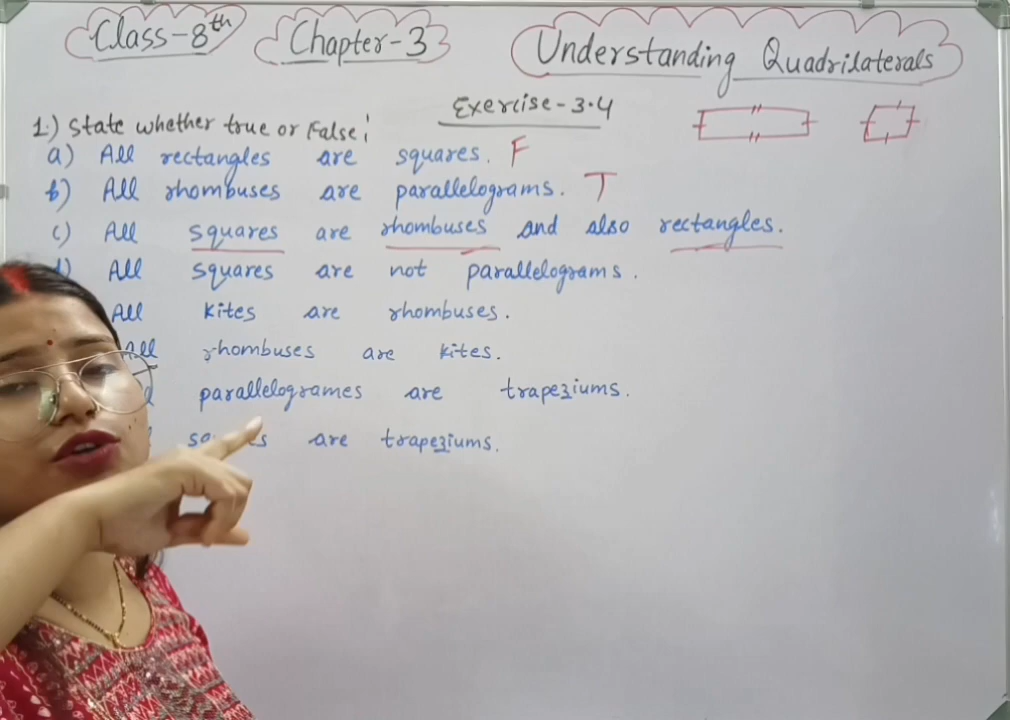 Class-8th Chapter-3 Understanding Quadrilaterals
Exercise-3.4
1.) State whether true or False:
a) All rectangles are squares. F
b) All rhombuses are parallelograms. T
c) All squares are rhombuses and also rectangles.
All squares are not parallelograms.
All kites are rhombuses.
All rhombuses are kites.
parallelogrames are trapeziums.
are trapeziums.